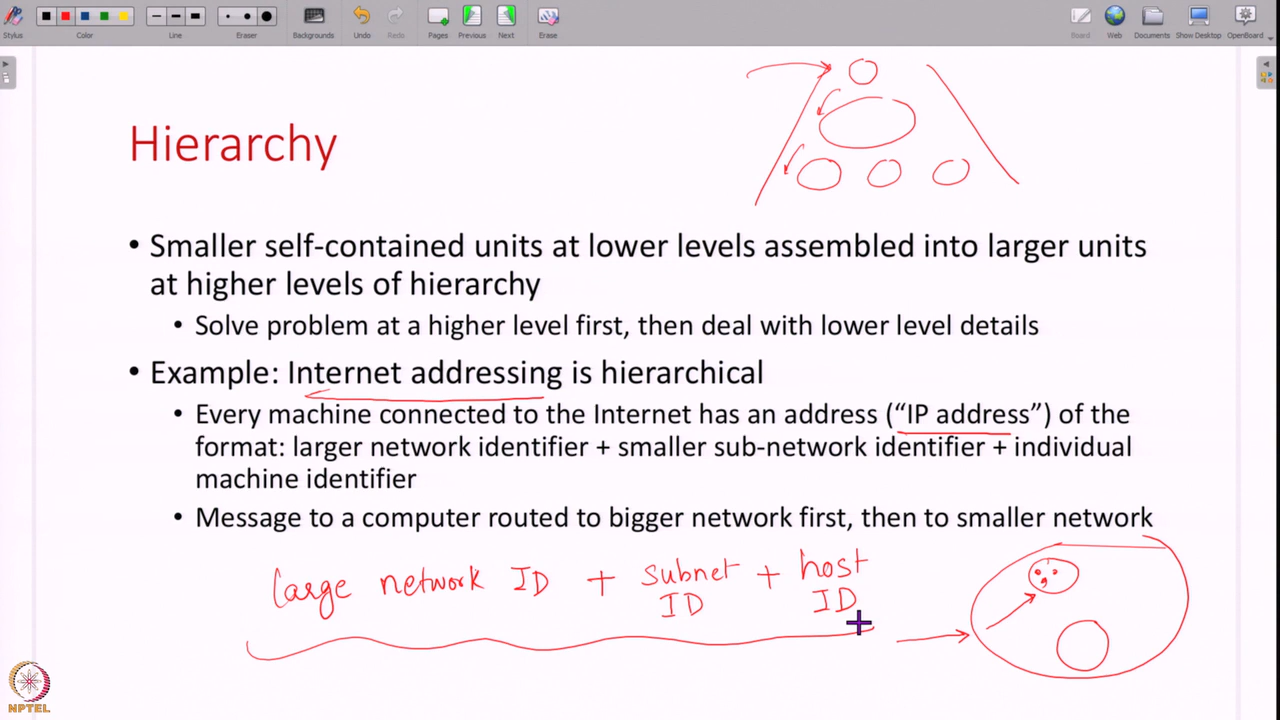 Stylus
Color
Line
Eraser
Backgrounds
Undo
Redo
Pages
Previous
Next
Erase
Board
Web
Documents
Show Desktop
OpenBoard
Hierarchy
• Smaller self-contained units at lower levels assembled into larger units
at higher levels of hierarchy
• Solve problem at a higher level first, then deal with lower level details
• Example: Internet addressing is hierarchical
• Every machine connected to the Internet has an address (“IP address”) of the
format: larger network identifier + smaller sub-network identifier + individual
machine identifier
• Message to a computer routed to bigger network first, then to smaller network
large network ID + subnet ID + host ID
NPTEL